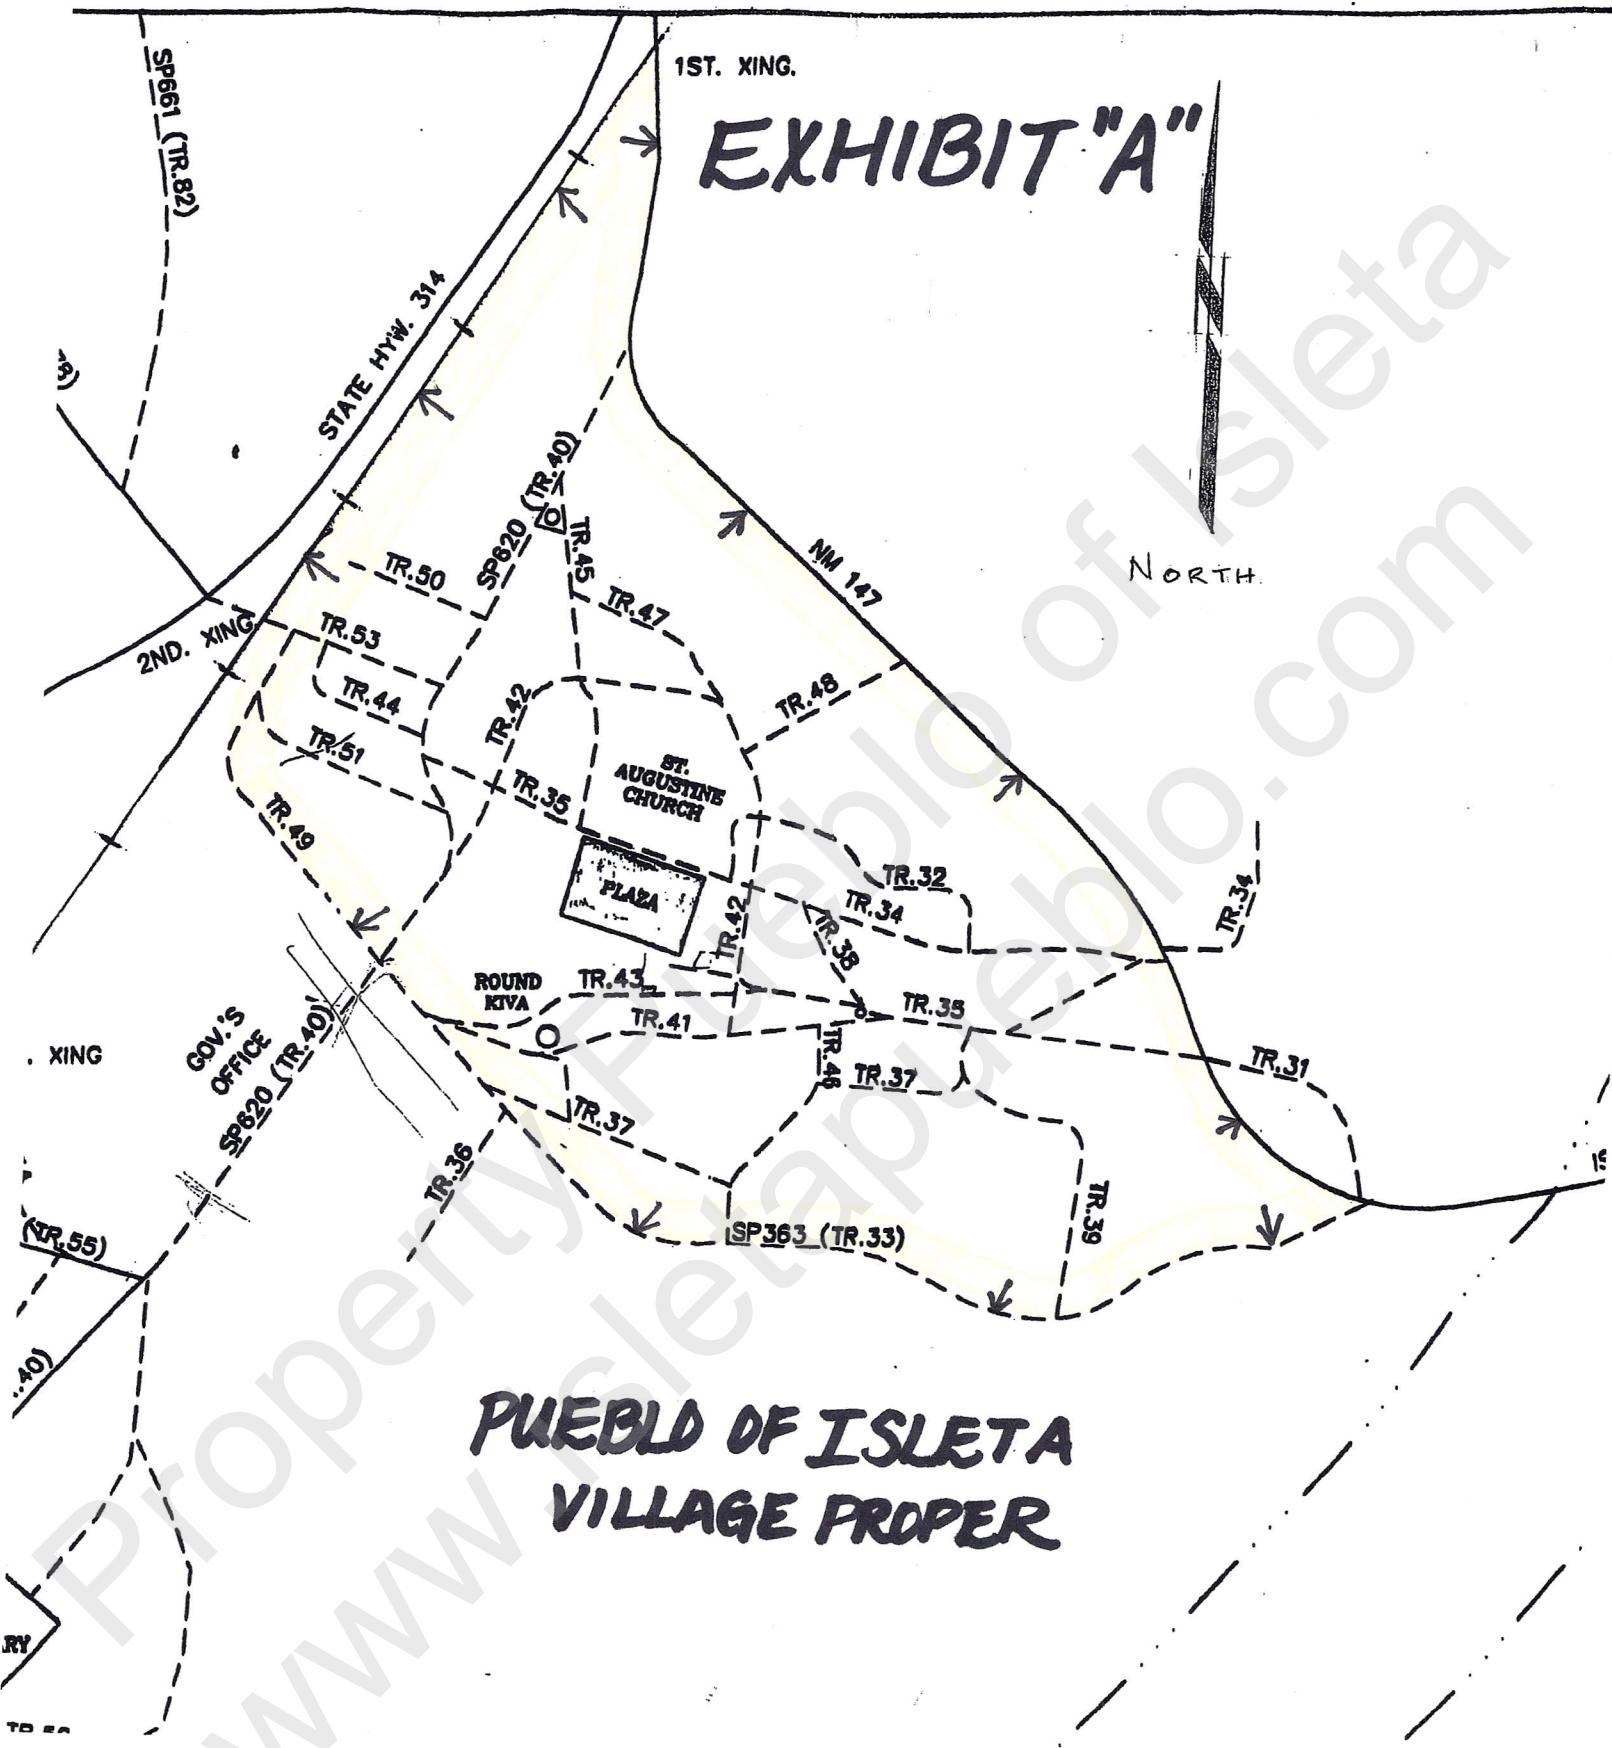 1ST. XING.
EXHIBIT "A"
SP661 (TR.82)
STATE HYW. 314
NORTH
SP620 (TR.40)
TR.45
TR.50
TR.47
NM 147
2ND. XING
TR.53
TR.44
TR.42
TR.48
TR.51
TR.35
ST.
AUGUSTINE
CHURCH
TR.49
PLAZA
TR.32
TR.34
TR.34
TR.42
TR.38
ROUND
KIVA
TR.43
TR.41
TR.35
XING
GOV.'S
OFFICE
SP620 (TR.40)
TR.46
TR.37
TR.31
TR.37
TR.36
TR.39
SP363 (TR.33)
(TR.55)
.40)
PUEBLO OF ISLETA
VILLAGE PROPER
RY
Property Pueblo of Isleta
www.isletapueblo.com